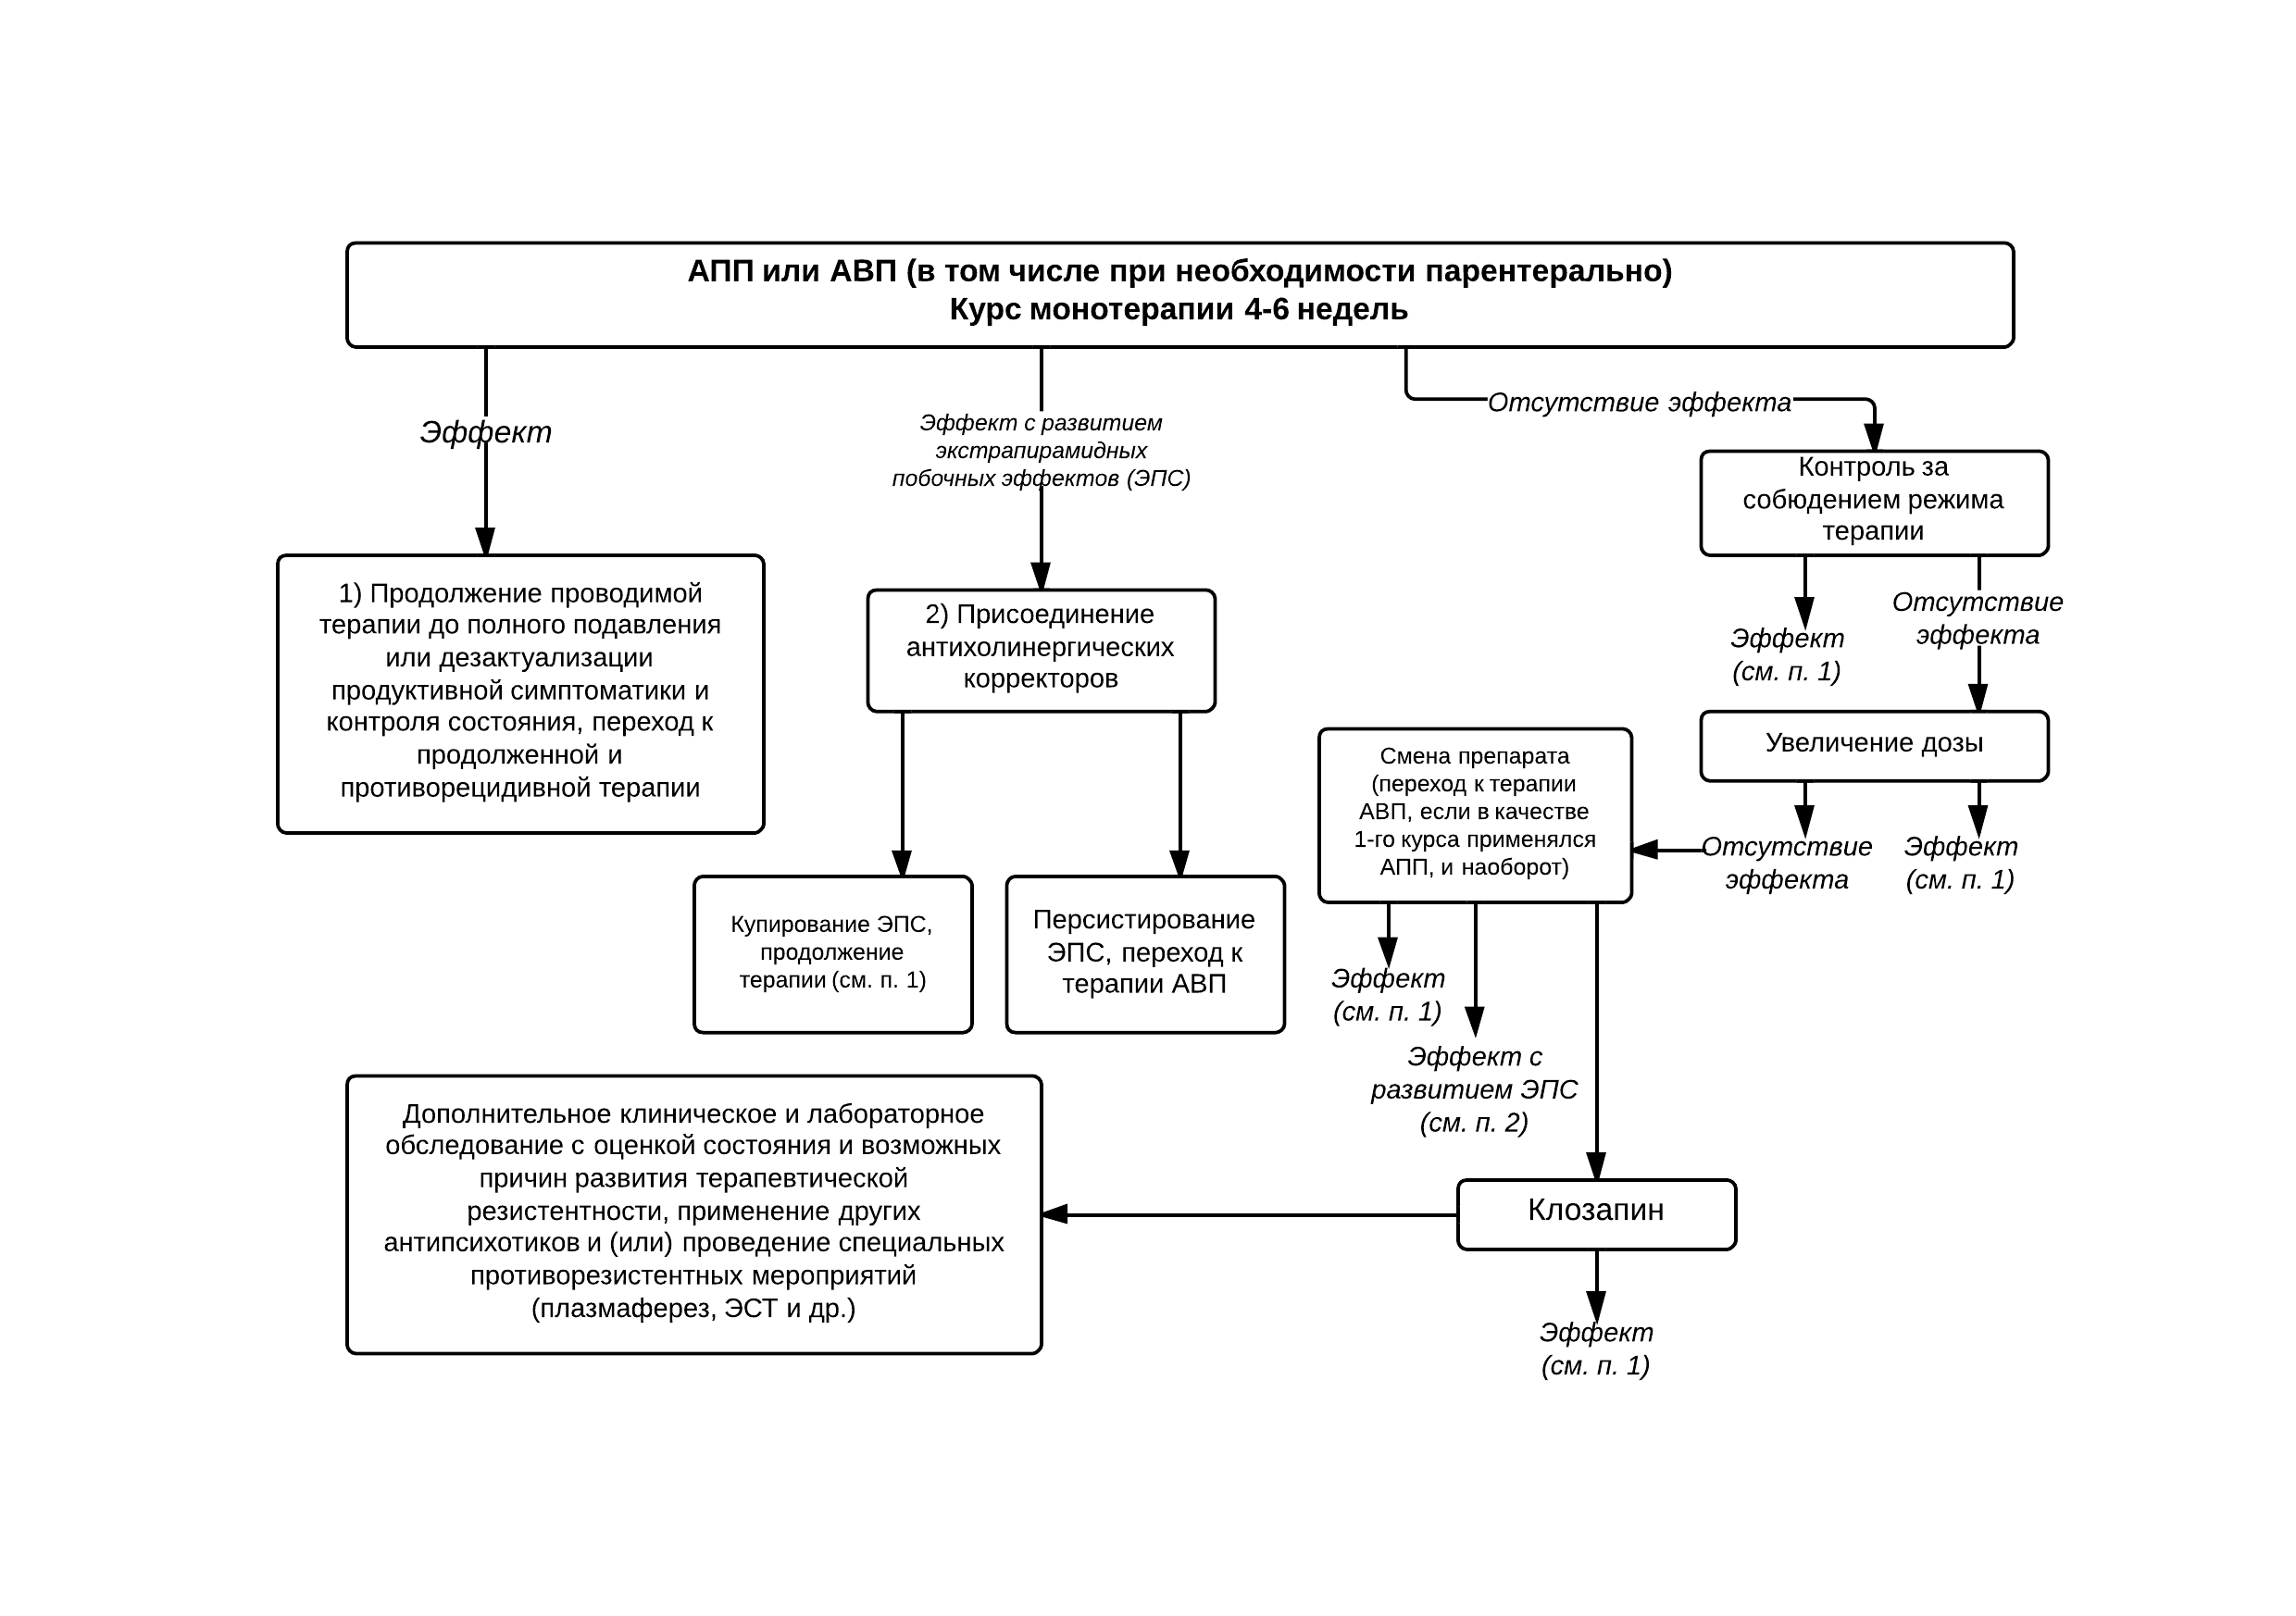 АПП или АВП (в том числе при необходимости парентерально)
Курс монотерапии 4-6 недель
Эффект
Эффект с развитием
экстрапирамидных
побочных эффектов (ЭПС)
Отсутствие эффекта
Контроль за
собюдением режима
терапии
1) Продолжение проводимой
терапии до полного подавления
или дезактуализации
продуктивной симптоматики и
контроля состояния, переход к
продолженной и
противорецидивной терапии
2) Присоединение
антихолинергических
корректоров
Эффект
(см. п. 1)
Отсутствие
эффекта
Увеличение дозы
Смена препарата
(переход к терапии
АВП, если в качестве
1-го курса применялся
АПП, и наоборот)
Отсутствие
эффекта
Эффект
(см. п. 1)
Купирование ЭПС,
продолжение
терапии (см. п. 1)
Персистирование
ЭПС, переход к
терапии АВП
Эффект
(см. п. 1)
Эффект с
развитием ЭПС
(см. п. 2)
Дополнительное клиническое и лабораторное
обследование с оценкой состояния и возможных
причин развития терапевтической
резистентности, применение других
антипсихотиков и (или) проведение специальных
противорезистентных мероприятий
(плазмаферез, ЭСТ и др.)
Клозапин
Эффект
(см. п. 1)